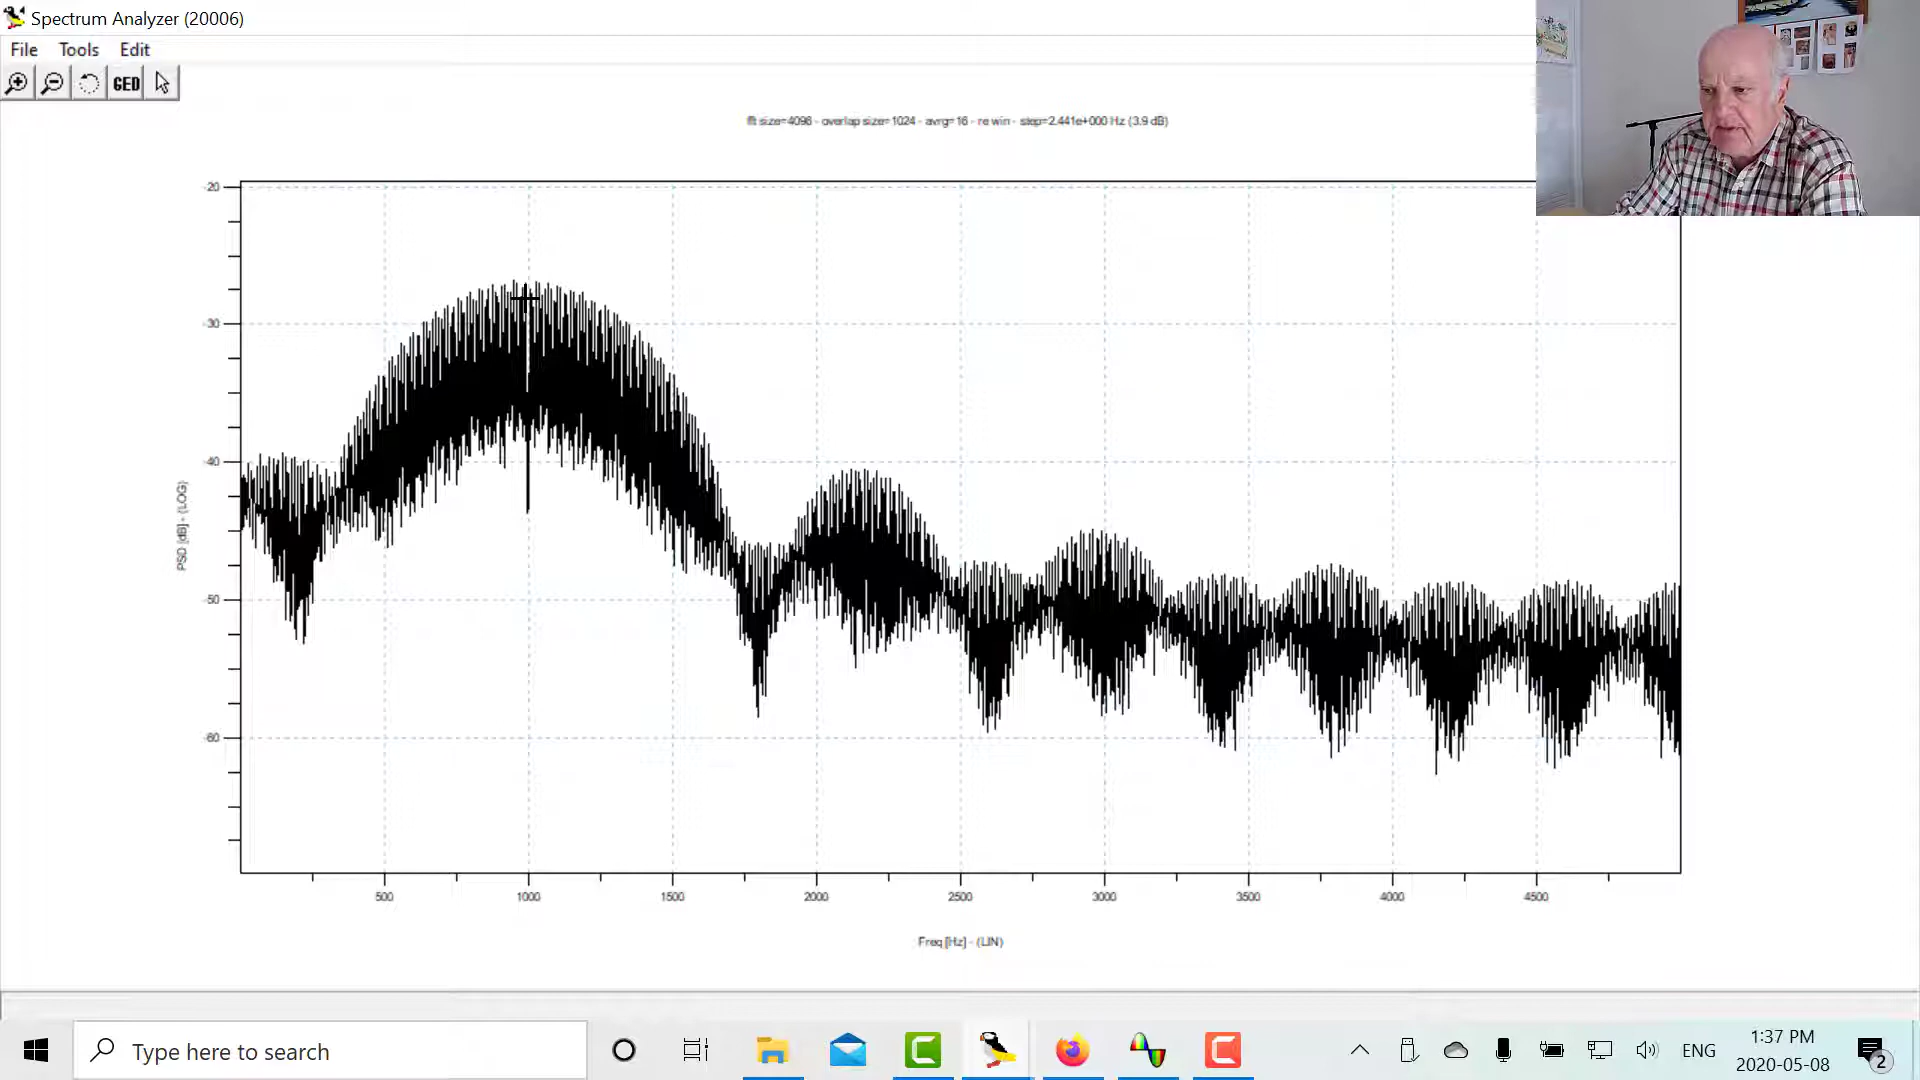 Spectrum Analyzer (20006)
File Tools Edit
GED
fft size=4096 - overlap size=1024 - avrg=16 - re win - step=2.441e+000 Hz (3.9 dB)
-20
-30
-40
-50
-60
PSD [dB] - (LOG)
500 1000 1500 2000 2500 3000 3500 4000 4500
Freq [Hz] - (LIN)
Type here to search
ENG
1:37 PM
2020-05-08
2